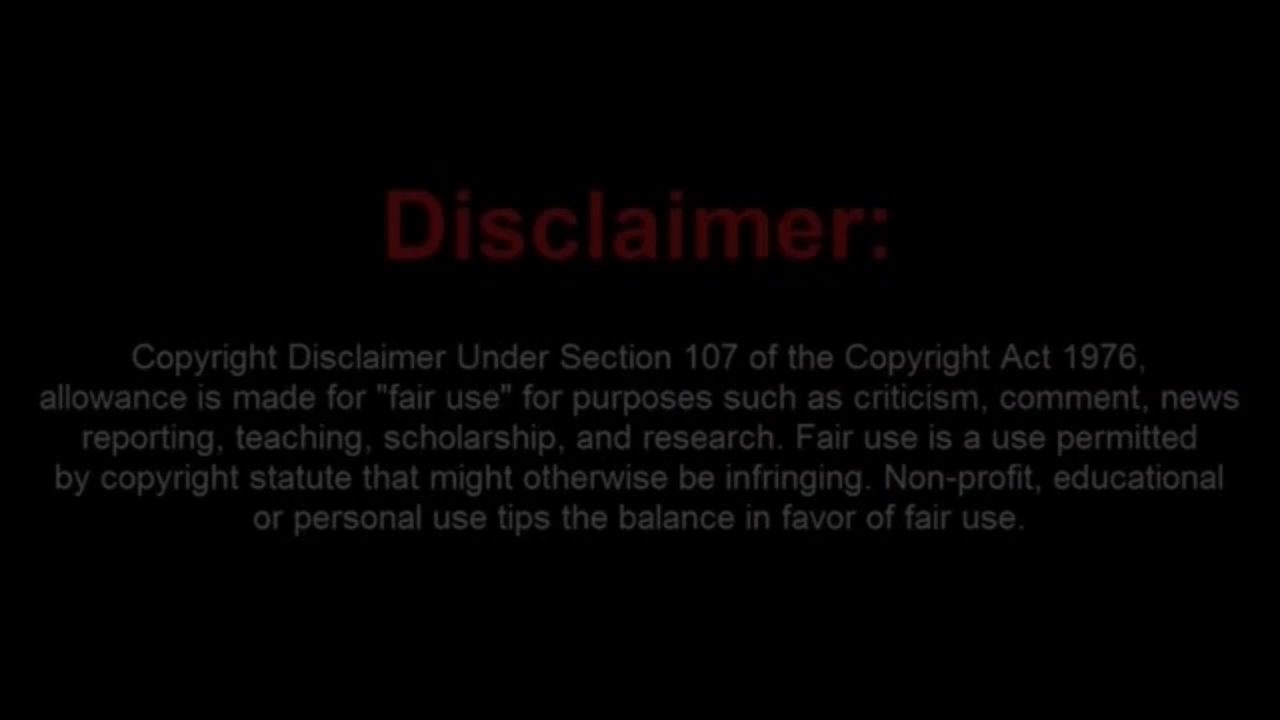 Disclaimer:
Copyright Disclaimer Under Section 107 of the Copyright Act 1976,
allowance is made for "fair use" for purposes such as criticism, comment, news
reporting, teaching, scholarship, and research. Fair use is a use permitted
by copyright statute that might otherwise be infringing. Non-profit, educational
or personal use tips the balance in favor of fair use.